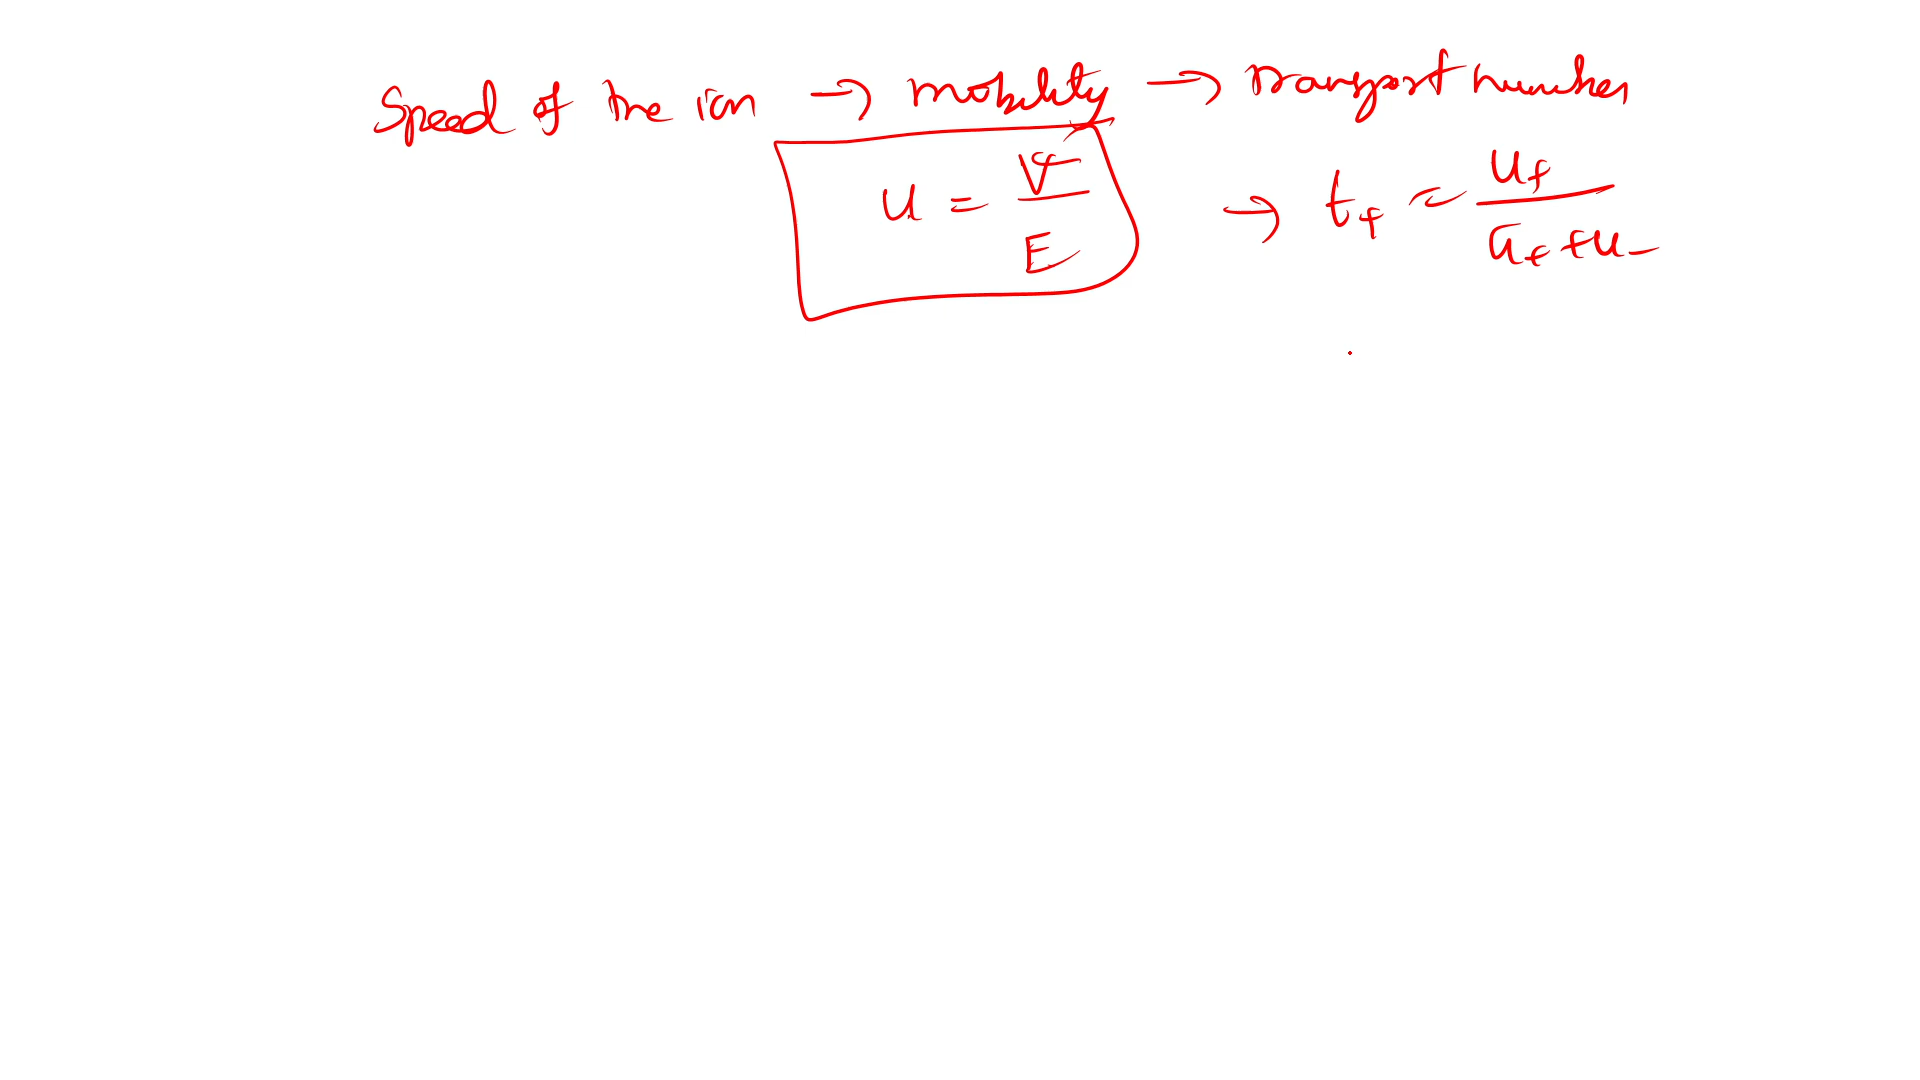 Speed of the ion → mobility → transport number
u = V/E → t+ = u+/u+ + u-